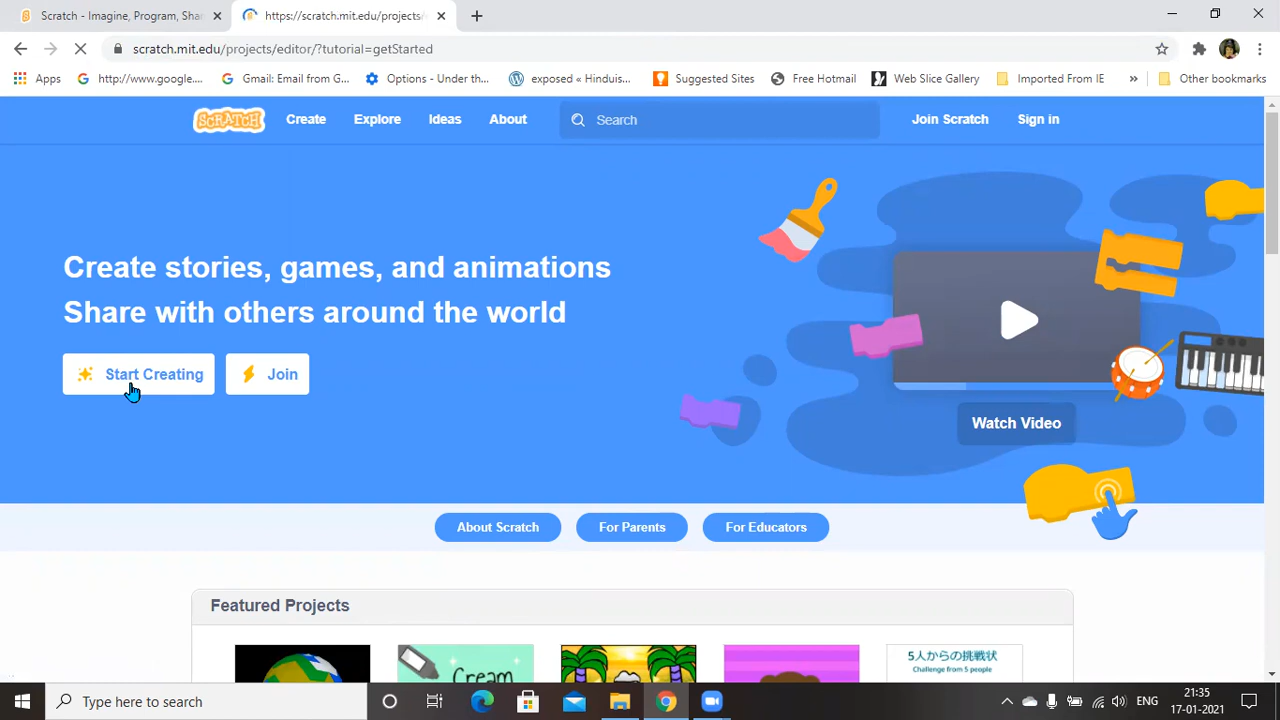 Scratch - Imagine, Program, Sha
https://scratch.mit.edu/projects/
scratch.mit.edu/projects/editor/?tutorial=getStarted
Apps
http://www.google....
Gmail: Email from G...
Options - Under th...
exposed « Hinduis...
Suggested Sites
Free Hotmail
Web Slice Gallery
Imported From IE
»
Other bookmarks
SCRATCH
Create
Explore
Ideas
About
Search
Join Scratch
Sign in
Create stories, games, and animations
Share with others around the world
Start Creating
Join
Watch Video
About Scratch
For Parents
For Educators
Featured Projects
Cream
5人からの挑戦状
Challenge from 5 people
Type here to search
ENG
21:35
17-01-2021